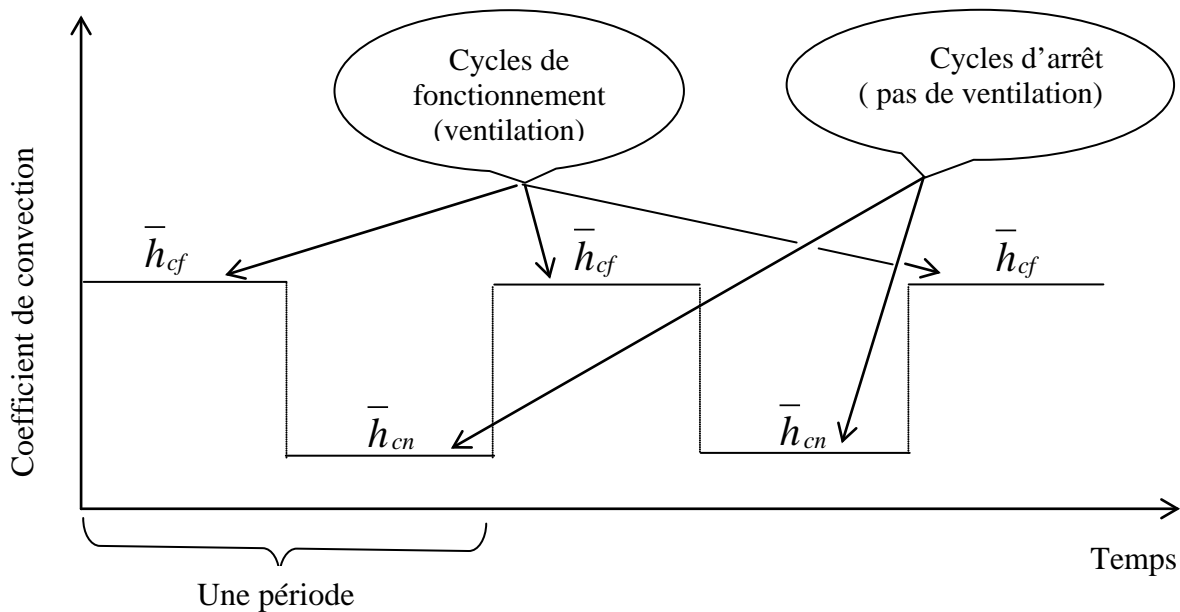 Cycles de
fonctionnement
(ventilation)
Cycles d'arrêt
( pas de ventilation)
Coefficient de convection
h̅cf
h̅cf
h̅cf
h̅cn
h̅cn
Temps
Une période